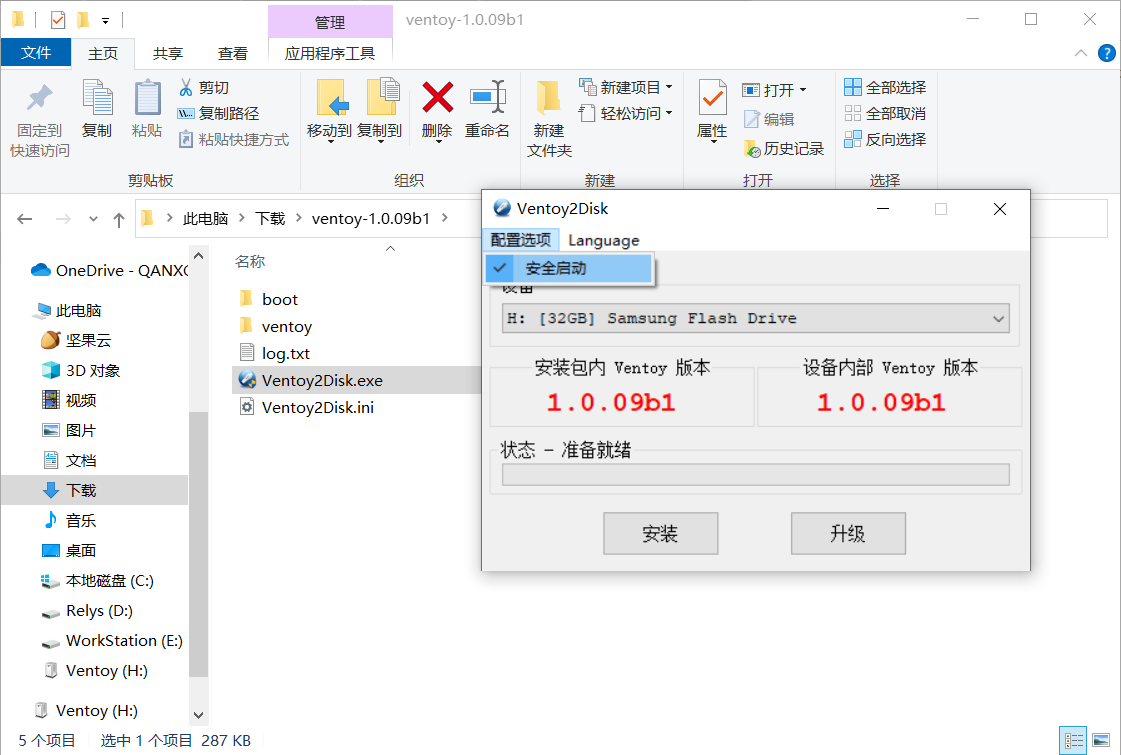 管理
ventoy-1.0.09b1
文件
主页
共享
查看
应用程序工具
固定到
快速访问
复制
粘贴
剪切
复制路径
粘贴快捷方式
剪贴板
移动到
复制到
删除
重命名
组织
新建
文件夹
新建项目
轻松访问
新建
属性
打开
编辑
历史记录
打开
全部选择
全部取消
反向选择
选择
此电脑
下载
ventoy-1.0.09b1
OneDrive - QANX
此电脑
坚果云
3D 对象
视频
图片
文档
下载
音乐
桌面
本地磁盘 (C:)
Relys (D:)
WorkStation (E:)
Ventoy (H:)
Ventoy (H:)
名称
boot
ventoy
log.txt
Ventoy2Disk.exe
Ventoy2Disk.ini
Ventoy2Disk
配置选项
Language
安全启动
设备
H: [32GB] Samsung Flash Drive
安装包内 Ventoy 版本
1.0.09b1
设备内部 Ventoy 版本
1.0.09b1
状态 - 准备就绪
安装
升级
5 个项目
选中 1 个项目 287 KB